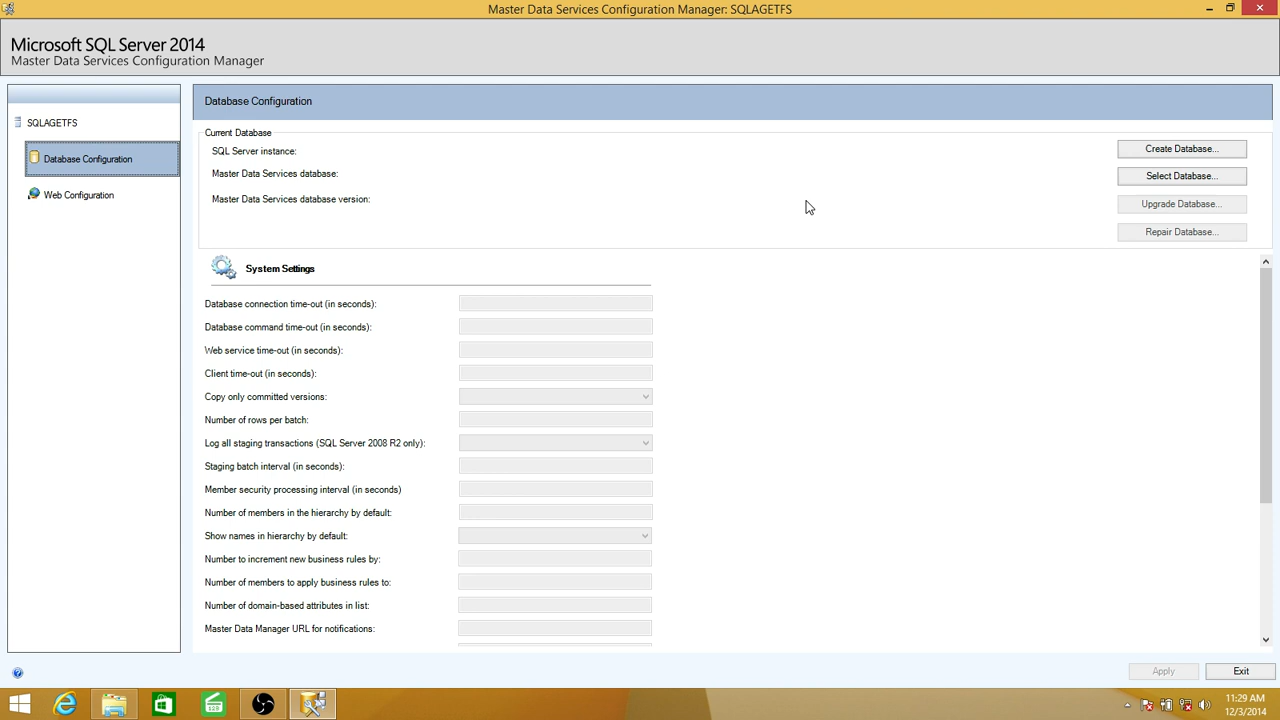 Master Data Services Configuration Manager: SQLAGETFS
Microsoft SQL Server 2014
Master Data Services Configuration Manager
SQLAGETFS
Database Configuration
Web Configuration
Database Configuration
Current Database
SQL Server instance:
Master Data Services database:
Master Data Services database version:
Create Database...
Select Database...
Upgrade Database...
Repair Database...
System Settings
Database connection time-out (in seconds):
Database command time-out (in seconds):
Web service time-out (in seconds):
Client time-out (in seconds):
Copy only committed versions:
Number of rows per batch:
Log all staging transactions (SQL Server 2008 R2 only):
Staging batch interval (in seconds):
Member security processing interval (in seconds)
Number of members in the hierarchy by default:
Show names in hierarchy by default:
Number to increment new business rules by:
Number of members to apply business rules to:
Number of domain-based attributes in list:
Master Data Manager URL for notifications:
Apply
Exit
11:29 AM
12/3/2014